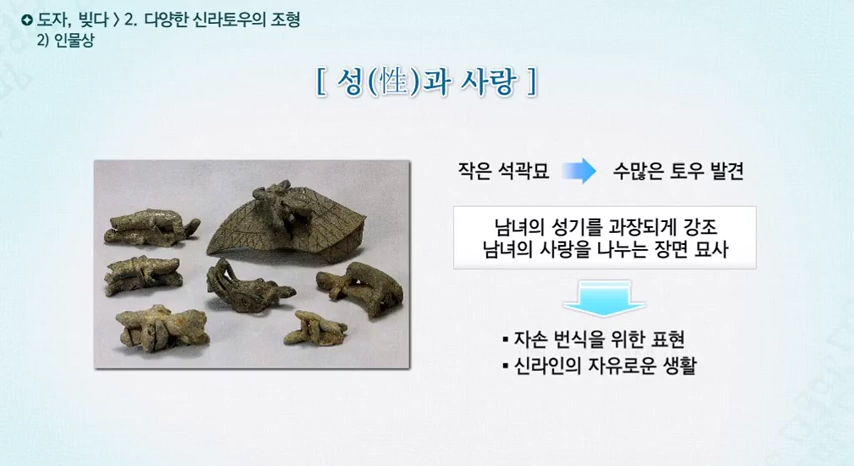 도자, 빚다 > 2. 다양한 신라토우의 조형
2) 인물상
[ 성(性)과 사랑 ]
작은 석곽묘
수많은 토우 발견
남녀의 성기를 과장되게 강조
남녀의 사랑을 나누는 장면 묘사
▪ 자손 번식을 위한 표현
▪ 신라인의 자유로운 생활